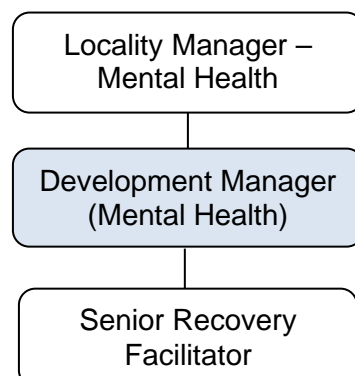 Locality Manager –
Mental Health
Development Manager
(Mental Health)
Senior Recovery
Facilitator